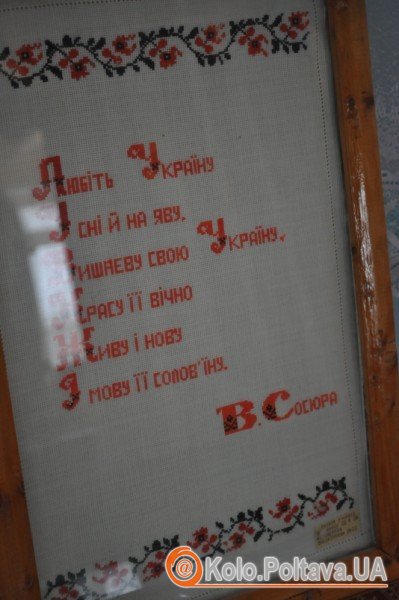 Любіть Україну
У сні й на яву,
Вишневу свою Україну,
Красу її вічно
Живу і нову
І мову її солов'їну.
В. Сосюра
@Kolo.Poltava.UA